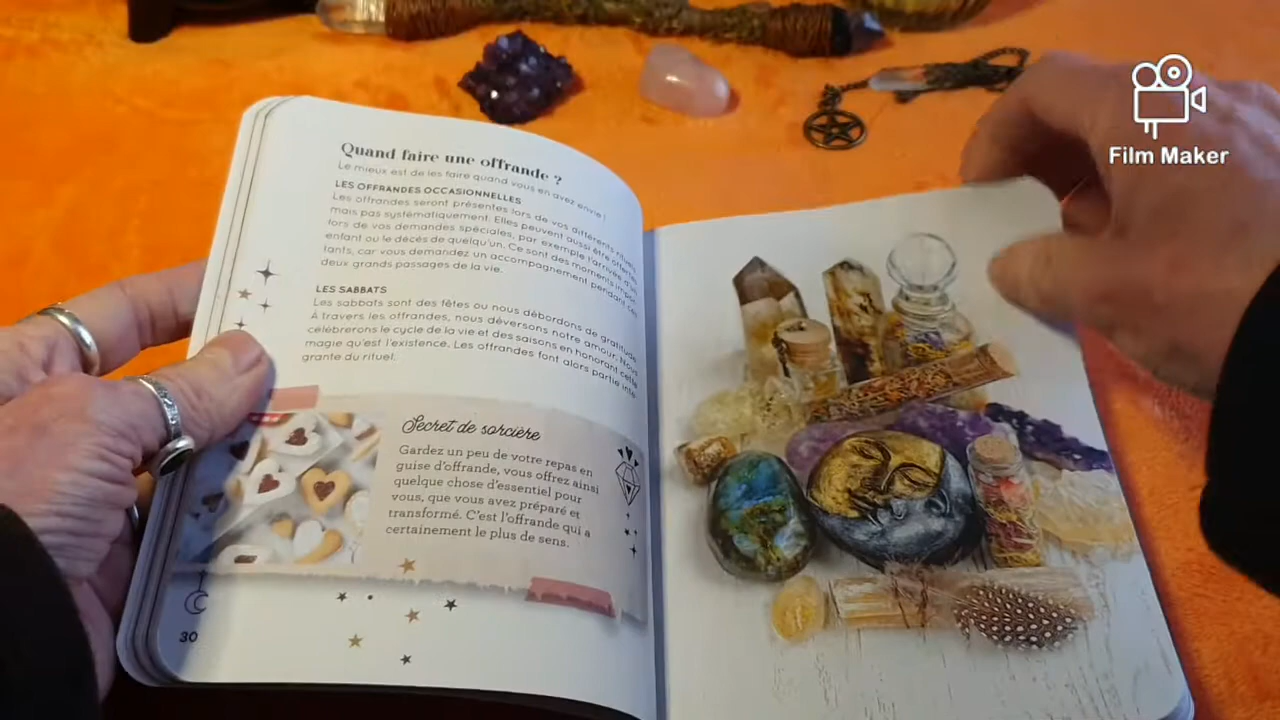 Quand faire une offrande ?
Le mieux est de les faire quand vous en avez envie !
LES OFFRANDES OCCASIONNELLES
Les offrandes seront présentes lors de vos différents rituels,
mais pas systématiquement. Elles peuvent aussi être offertes
lors de vos demandes spéciales, par exemple l'arrivée d'un
enfant ou le décès de quelqu'un. Ce sont des moments impor-
tants, car vous demandez un accompagnement pendant ces
deux grands passages de la vie.
LES SABBATS
Les sabbats sont des fêtes ou nous débordons de gratitude.
À travers les offrandes, nous déversons notre amour. Nous
célébrerons le cycle de la vie et des saisons en honorant cette
magie qu'est l'existence. Les offrandes font alors partie inté-
grante du rituel.
Secret de sorcière
Gardez un peu de votre repas en
guise d'offrande, vous offrez ainsi
quelque chose d'essentiel pour
vous, que vous avez préparé et
transformé. C'est l'offrande qui a
certainement le plus de sens.
30
Film Maker